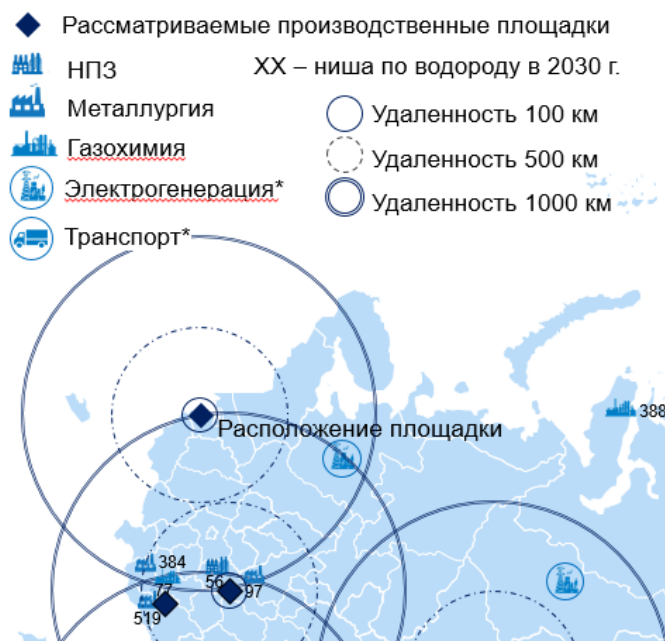 Рассматриваемые производственные площадки
НПЗ
XX – ниша по водороду в 2030 г.
Металлургия
Удаленность 100 км
Газохимия
Удаленность 500 км
Электрогенерация*
Удаленность 1000 км
Транспорт*
388
Расположение площадки
384
56
77
97
519